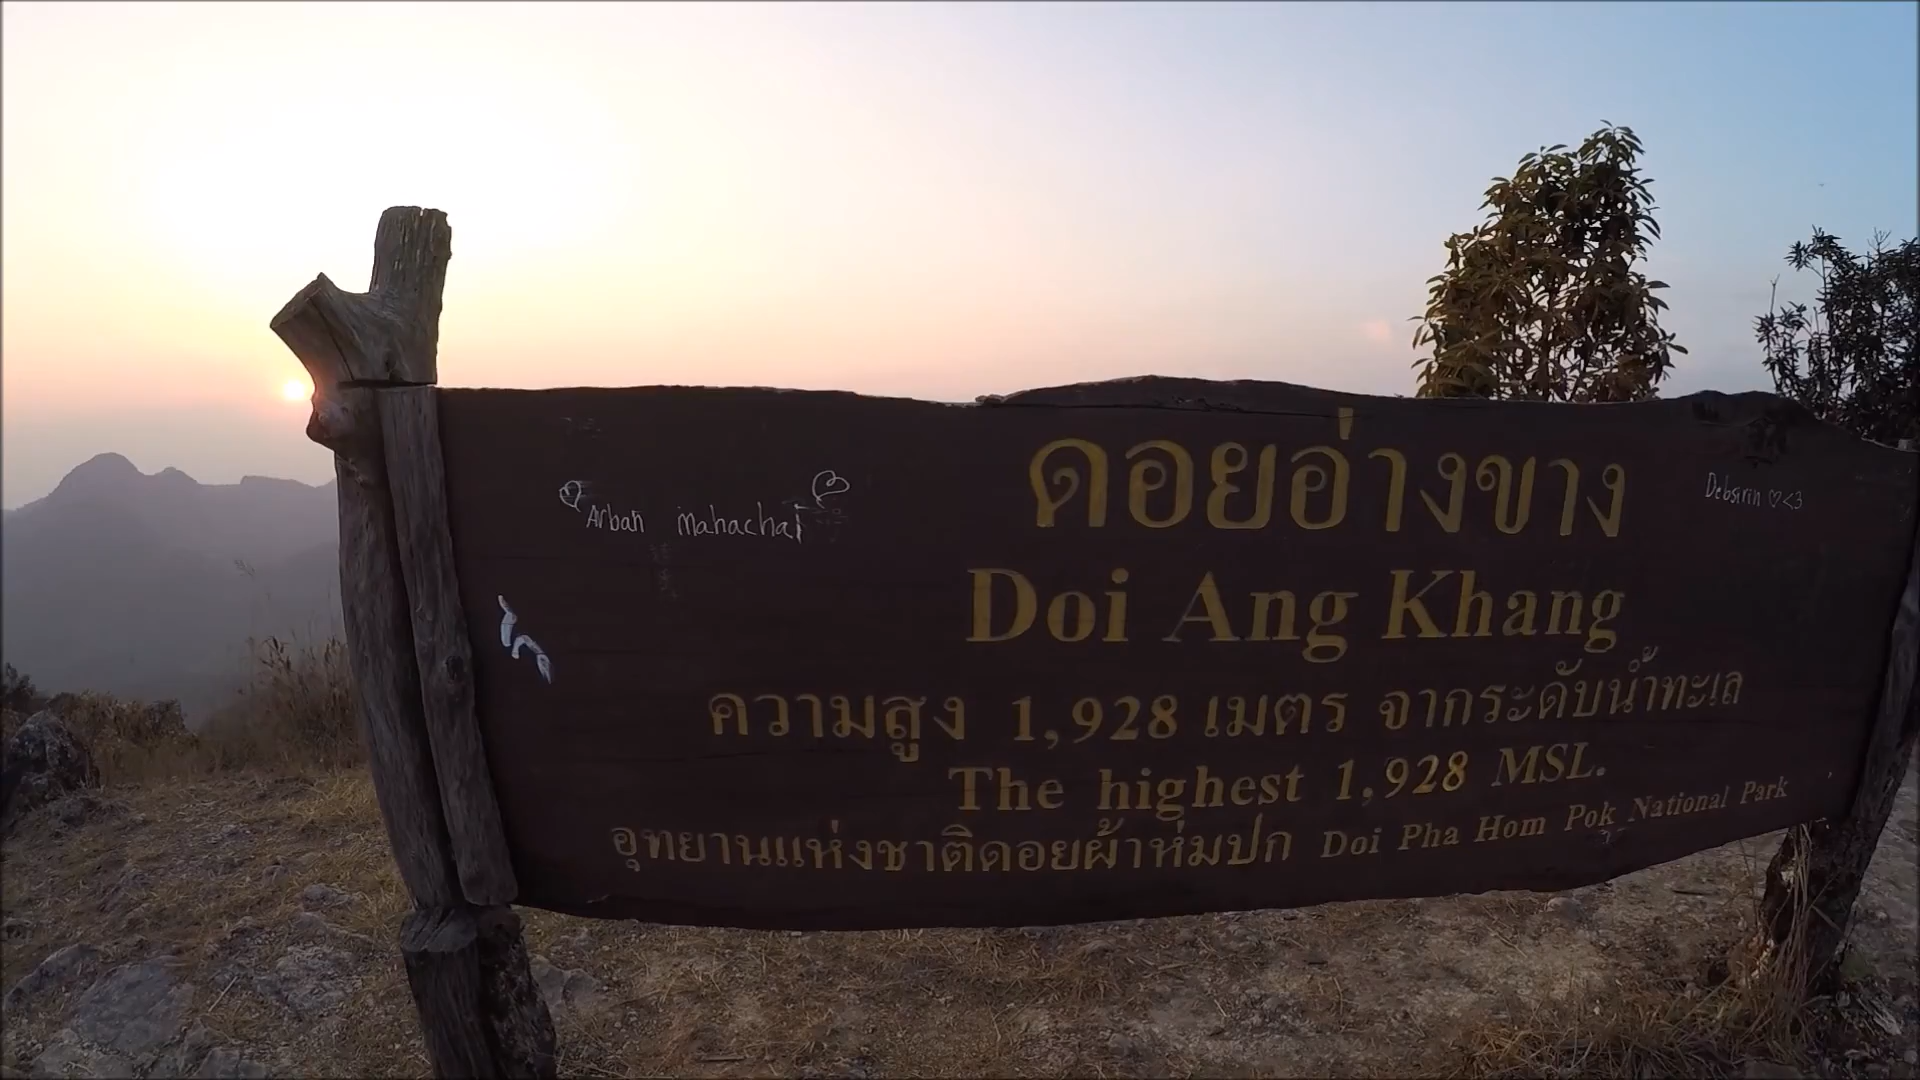 ดอยอ่างขาง
Doi Ang Khang
ความสูง 1,928 เมตร จากระดับน้ำทะเล
The highest 1,928 MSL.
อุทยานแห่งชาติดอยผ้าห่มปก Doi Pha Hom Pok National Park
Arban mahachai
Debsirin ♡<3